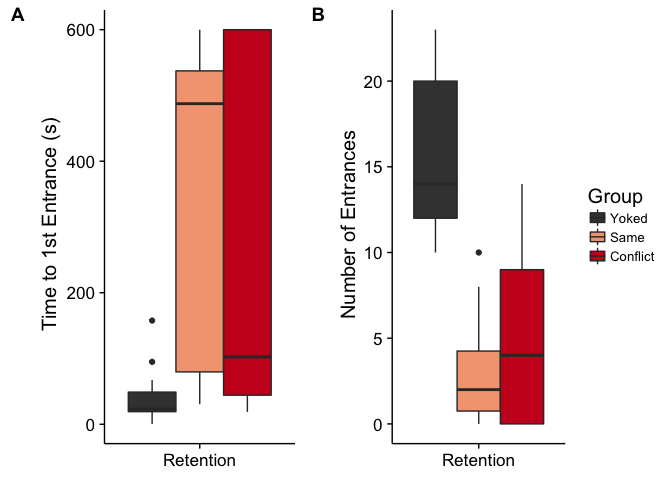 A
Time to 1st Entrance (s)
600
400
200
0
Retention
B
Number of Entrances
20
15
10
5
0
Retention
Group
Yoked
Same
Conflict